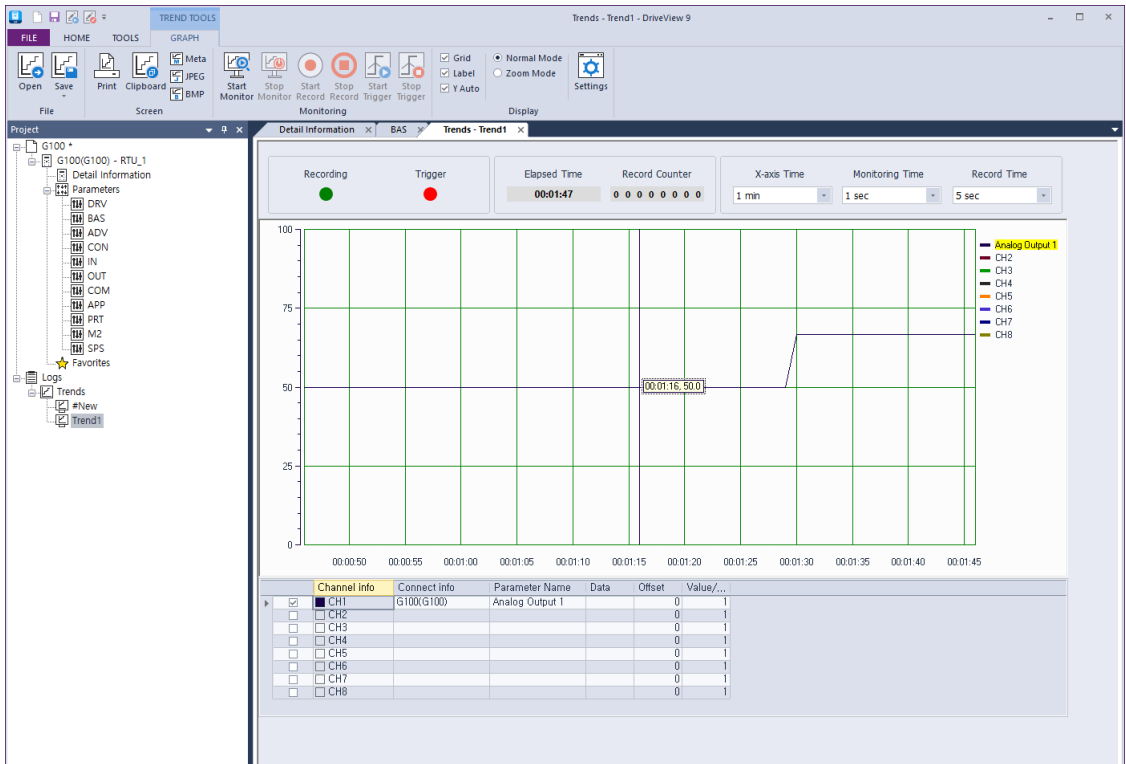 TREND TOOLS
Trends - Trend1 - DriveView 9
FILE HOME TOOLS GRAPH
Open
Save
Print
Clipboard
Meta
JPEG
BMP
Start Monitor
Stop Monitor
Start Record
Stop Record
Start Trigger
Stop Trigger
Grid
Label
Y Auto
Normal Mode
Zoom Mode
Settings
File Screen Monitoring Display
Project
G100 *
G100(G100) - RTU_1
Detail Information
Parameters
DRV
BAS
ADV
CON
IN
OUT
COM
APP
PRT
M2
SPS
Favorites
Logs
Trends
#New
Trend1
Detail Information × BAS × Trends - Trend1 ×
Recording Trigger Elapsed Time Record Counter X-axis Time Monitoring Time Record Time
00:01:47 0 0 0 0 0 0 0 0 1 min 1 sec 5 sec
100
75
50
25
0
00:01:16, 50.0
00:00:50 00:00:55 00:01:00 00:01:05 00:01:10 00:01:15 00:01:20 00:01:25 00:01:30 00:01:35 00:01:40 00:01:45
Analog Output 1
CH2
CH3
CH4
CH5
CH6
CH7
CH8
Channel info Connect info Parameter Name Data Offset Value/...
CH1 G100(G100) Analog Output 1 0 1
CH2 0 1
CH3 0 1
CH4 0 1
CH5 0 1
CH6 0 1
CH7 0 1
CH8 0 1